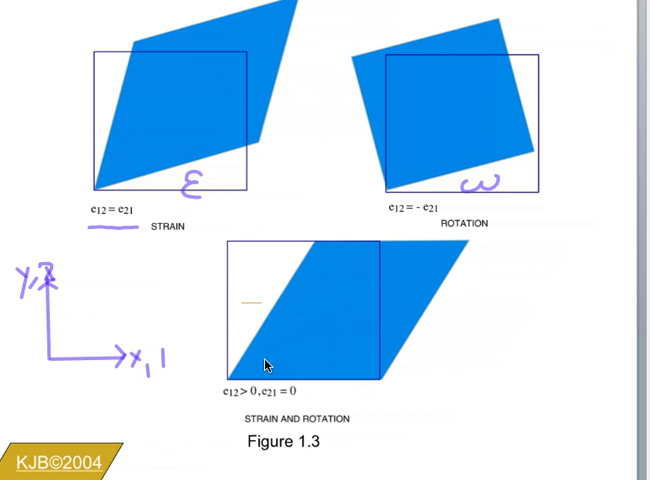 ε
ω
e12 = e21
STRAIN
e12 = - e21
ROTATION
y,2
x,1
e12 > 0, e21 = 0
STRAIN AND ROTATION
Figure 1.3
KJB©2004